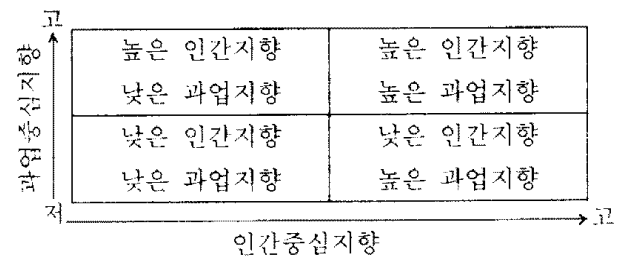 고
높은 인간지향 높은 인간지향
낮은 과업지향 높은 과업지향
낮은 인간지향 낮은 인간지향
낮은 과업지향 높은 과업지향
과업중심지향
저 고
인간중심지향